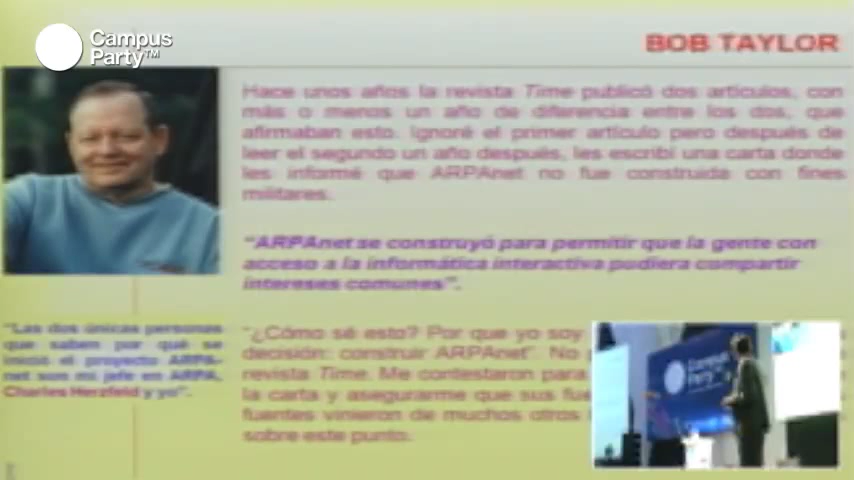 Campus
Party™
BOB TAYLOR
Hace unos años la revista Time publicó dos artículos, con
más o menos un año de diferencia entre los dos, que
afirmaban esto. Ignoré el primer artículo pero después de
leer el segundo un año después, les escribí una carta donde
les informé que ARPAnet no fue construida con fines
militares.
"ARPAnet se construyó para permitir que la gente con
acceso a la informática interactiva pudiera compartir
intereses comunes".
"Las dos únicas personas
que saben por qué se
inició el proyecto ARPA-
net son mi jefe en ARPA,
Charles Herzfeld y yo".
"¿Cómo sé esto? Por que yo soy
decisión: construir ARPAnet". No
revista Time. Me contestaron para
la carta y asegurarme que sus fue
fuentes vinieron de muchos otros
sobre este punto.
Campus
Party